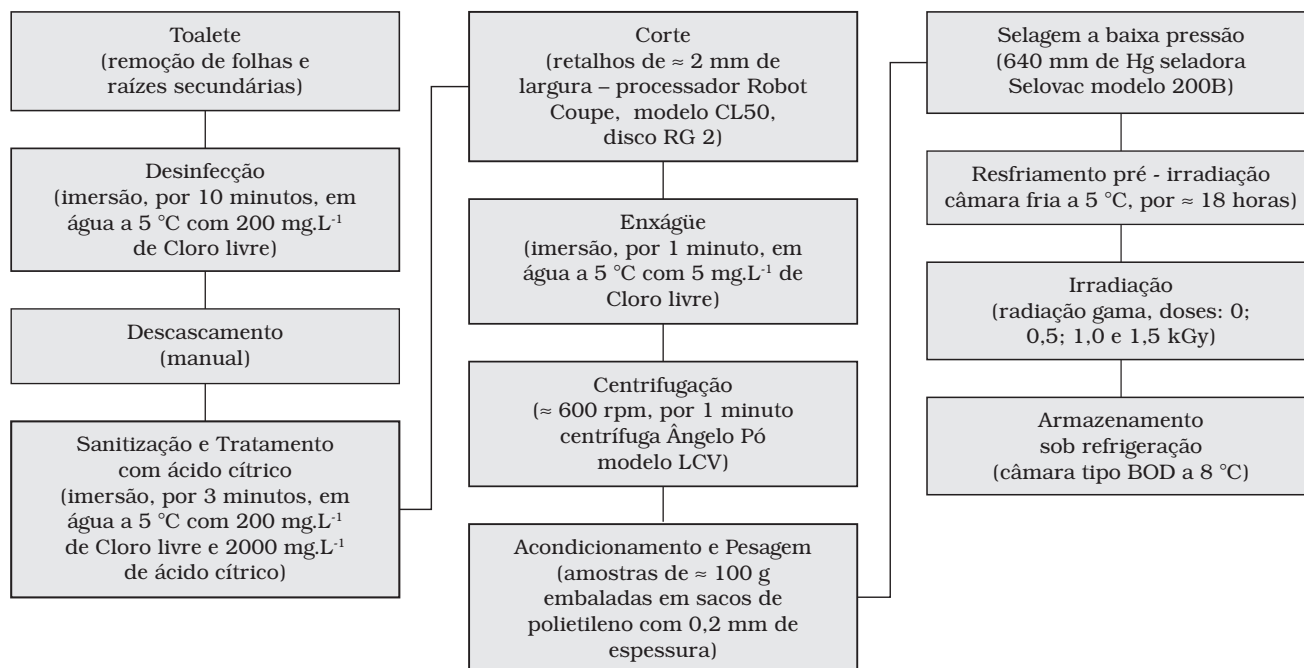 Toalete
(remoção de folhas e
raízes secundárias)
Desinfecção
(imersão, por 10 minutos, em
água a 5 °C com 200 mg.L-1
de Cloro livre)
Descascamento
(manual)
Sanitização e Tratamento
com ácido cítrico
(imersão, por 3 minutos, em
água a 5 °C com 200 mg.L-1
de Cloro livre e 2000 mg.L-1
de ácido cítrico)
Corte
(retalhos de ≈ 2 mm de
largura – processador Robot
Coupe, modelo CL50,
disco RG 2)
Enxágüe
(imersão, por 1 minuto, em
água a 5 °C com 5 mg.L-1 de
Cloro livre)
Centrifugação
(≈ 600 rpm, por 1 minuto
centrífuga Ângelo Pó
modelo LCV)
Acondicionamento e Pesagem
(amostras de ≈ 100 g
embaladas em sacos de
polietileno com 0,2 mm de
espessura)
Selagem a baixa pressão
(640 mm de Hg seladora
Selovac modelo 200B)
Resfriamento pré - irradiação
câmara fria a 5 °C, por ≈ 18 horas)
Irradiação
(radiação gama, doses: 0;
0,5; 1,0 e 1,5 kGy)
Armazenamento
sob refrigeração
(câmara tipo BOD a 8 °C)